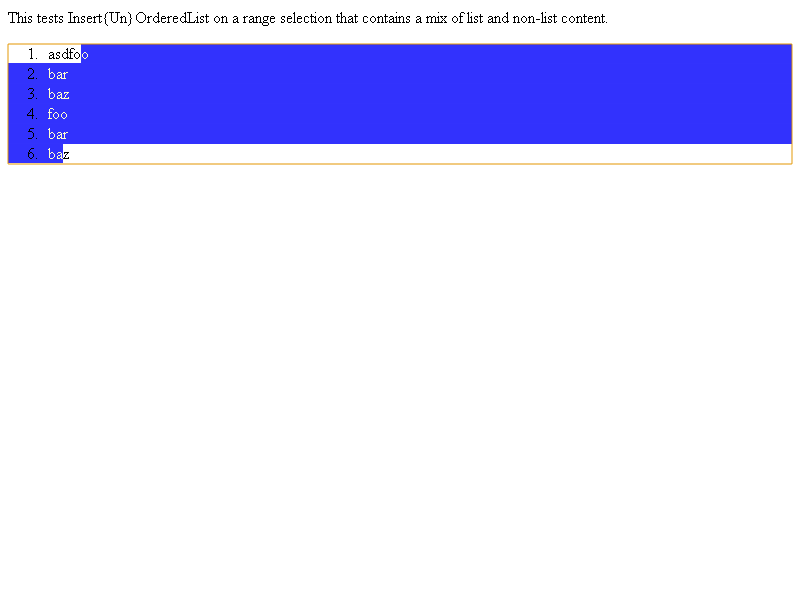 This tests Insert{Un}OrderedList on a range selection that contains a mix of list and non-list content.
1. asdfoo
2. bar
3. baz
4. foo
5. bar
6. baz